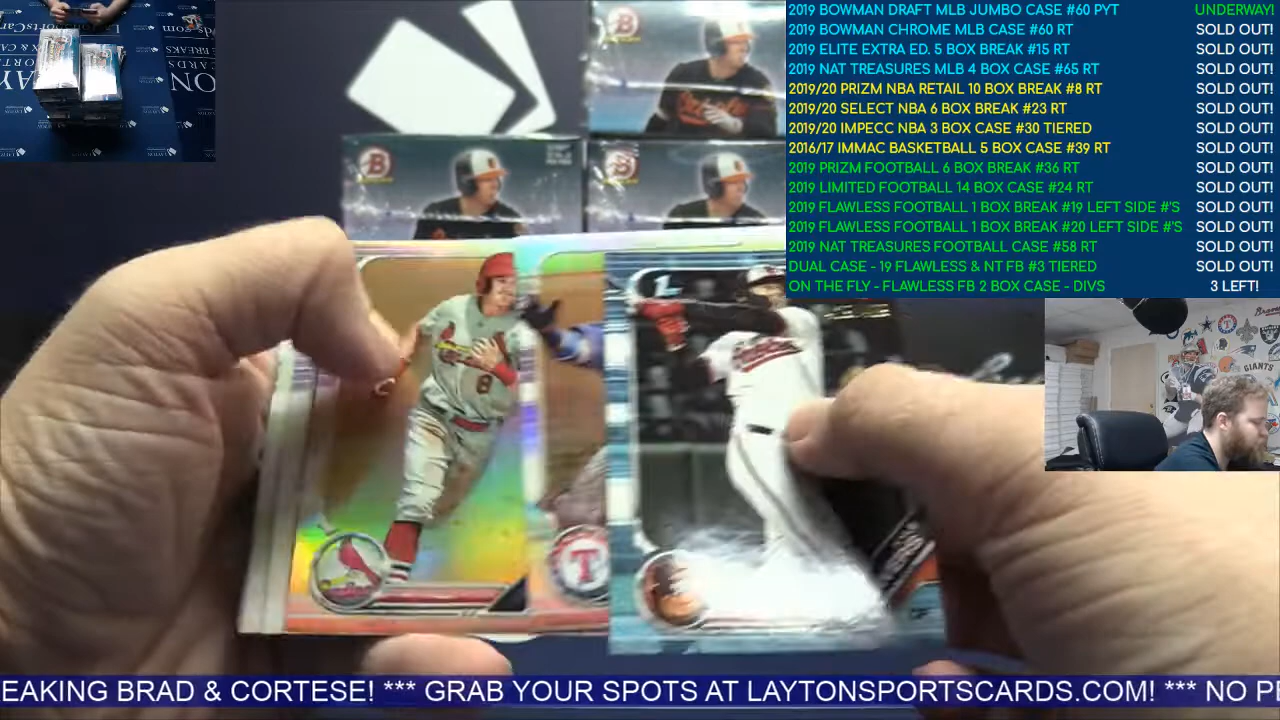 2019 BOWMAN DRAFT MLB JUMBO CASE #60 PYT UNDERWAY!
2019 BOWMAN CHROME MLB CASE #60 RT SOLD OUT!
2019 ELITE EXTRA ED. 5 BOX BREAK #15 RT SOLD OUT!
2019 NAT TREASURES MLB 4 BOX CASE #65 RT SOLD OUT!
2019/20 PRIZM NBA RETAIL 10 BOX BREAK #8 RT SOLD OUT!
2019/20 SELECT NBA 6 BOX BREAK #23 RT SOLD OUT!
2019/20 IMPECC NBA 3 BOX CASE #30 TIERED SOLD OUT!
2016/17 IMMAC BASKETBALL 5 BOX CASE #39 RT SOLD OUT!
2019 PRIZM FOOTBALL 6 BOX BREAK #36 RT SOLD OUT!
2019 LIMITED FOOTBALL 14 BOX CASE #24 RT SOLD OUT!
2019 FLAWLESS FOOTBALL 1 BOX BREAK #19 LEFT SIDE #'S SOLD OUT!
2019 FLAWLESS FOOTBALL 1 BOX BREAK #20 LEFT SIDE #'S SOLD OUT!
2019 NAT TREASURES FOOTBALL CASE #58 RT SOLD OUT!
DUAL CASE - 19 FLAWLESS & NT FB #3 TIERED SOLD OUT!
ON THE FLY - FLAWLESS FB 2 BOX CASE - DIVS 3 LEFT!
B
B
B
8
T
GIANTS
EAKING BRAD & CORTESE! *** GRAB YOUR SPOTS AT LAYTONSPORTSCARDS.COM! *** NO P